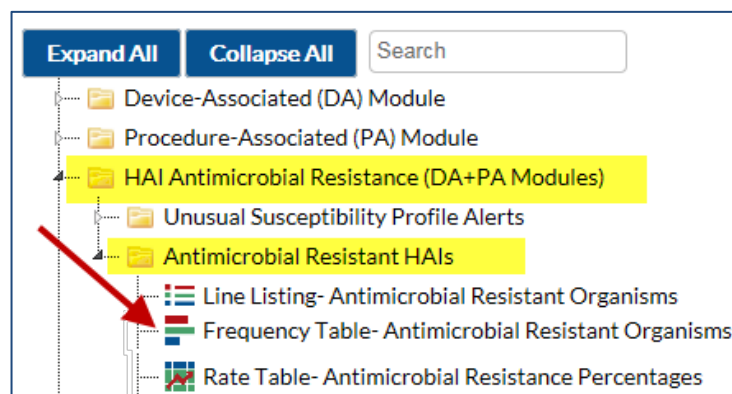 Expand All Collapse All Search
Device-Associated (DA) Module
Procedure-Associated (PA) Module
HAI Antimicrobial Resistance (DA+PA Modules)
Unusual Susceptibility Profile Alerts
Antimicrobial Resistant HAIs
Line Listing- Antimicrobial Resistant Organisms
Frequency Table- Antimicrobial Resistant Organisms
Rate Table- Antimicrobial Resistance Percentages